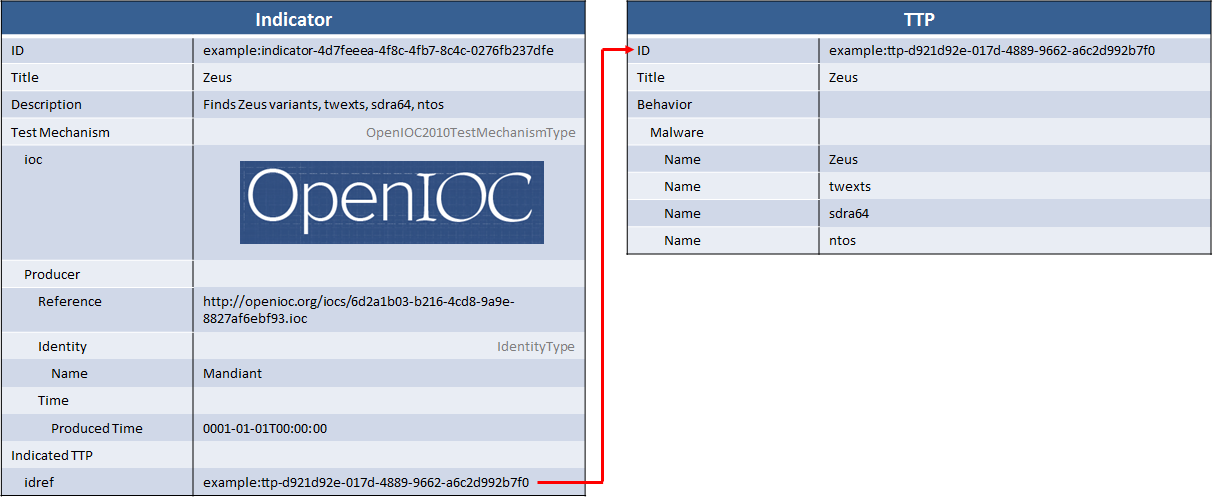 Indicator
ID example:indicator-4d7feeea-4f8c-4fb7-8c4c-0276fb237dfe
Title Zeus
Description Finds Zeus variants, twexts, sdra64, ntos
Test Mechanism OpenIOC2010TestMechanismType
ioc OpenIOC
Producer
Reference http://openioc.org/iocs/6d2a1b03-b216-4cd8-9a9e-
8827af6ebf93.ioc
Identity IdentityType
Name Mandiant
Time
Produced Time 0001-01-01T00:00:00
Indicated TTP
idref example:ttp-d921d92e-017d-4889-9662-a6c2d992b7f0
TTP
ID example:ttp-d921d92e-017d-4889-9662-a6c2d992b7f0
Title Zeus
Behavior
Malware
Name Zeus
Name twexts
Name sdra64
Name ntos